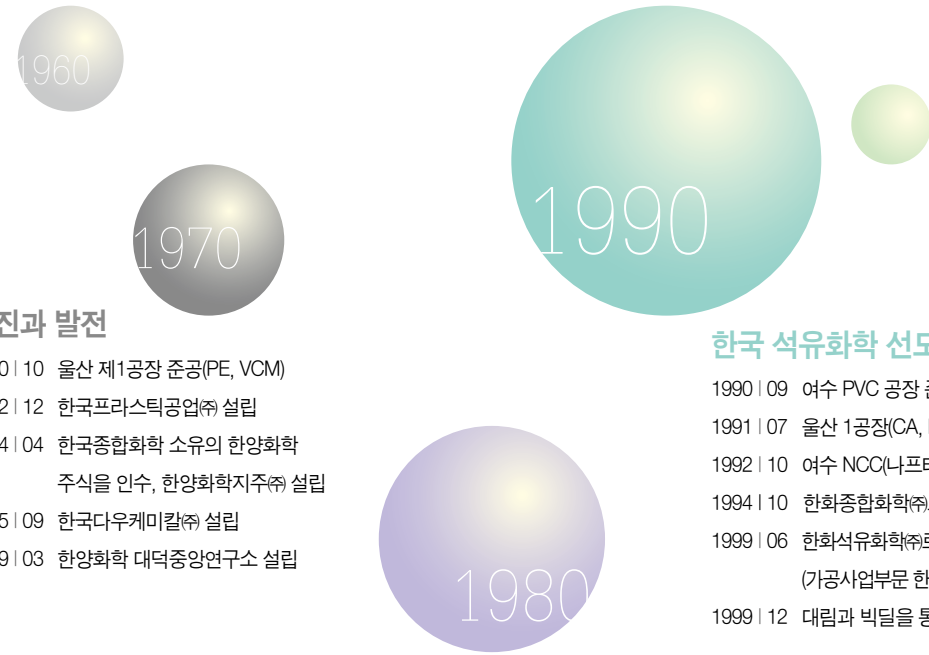 1960
1970
진과 발전
0 | 10 울산 제1공장 준공(PE, VCM)
2 | 12 한국프라스틱공업㈜ 설립
4 | 04 한국종합화학 소유의 한양화학
주식을 인수, 한양화학지주㈜ 설립
5 | 09 한국다우케미칼㈜ 설립
9 | 03 한양화학 대덕중앙연구소 설립
1980
1990
한국 석유화학 선도
1990 | 09 여수 PVC 공장
1991 | 07 울산 1공장(CA,
1992 | 10 여수 NCC(나프타
1994 | 10 한화종합화학㈜
1999 | 06 한화석유화학㈜로
(가공사업부문 한
1999 | 12 대림과 빅딜을 통